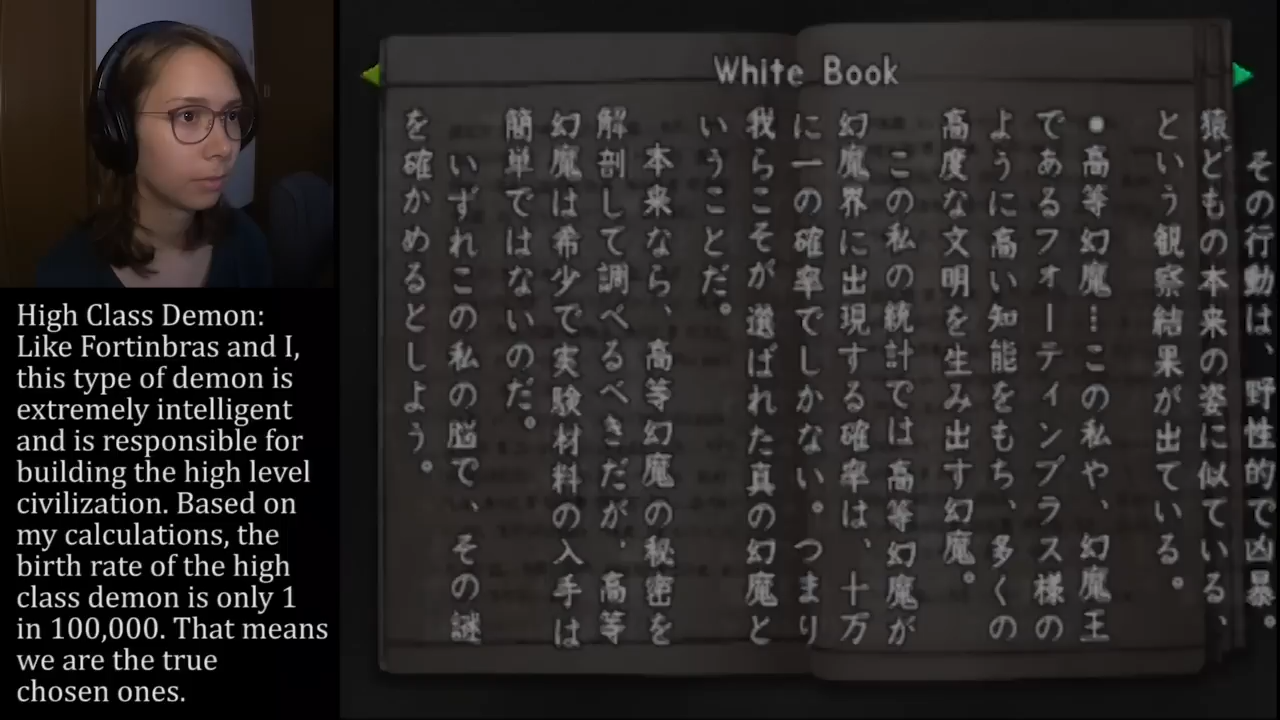 White Book
その行動は、野性的で凶暴。
猿どもの本来の姿に似ている、
という観察結果が出ている。
■高等幻魔…この私や、幻魔王
であるフォーティンブラス様の
ように高い知能をもち、多くの
高度な文明を生み出す幻魔。
この私の統計では高等幻魔が
幻魔界に出現する確率は、十万
に一の確率でしかない。つまり
我らこそが選ばれた真の幻魔と
いうことだ。
本来なら、高等幻魔の秘密を
解剖して調べるべきだが、高等
幻魔は希少で実験材料の入手は
簡単ではないのだ。
いずれこの私の脳で、その謎
を確かめるとしよう。
High Class Demon:
Like Fortinbras and I,
this type of demon is
extremely intelligent
and is responsible for
building the high level
civilization. Based on
my calculations, the
birth rate of the high
class demon is only 1
in 100,000. That means
we are the true
chosen ones.